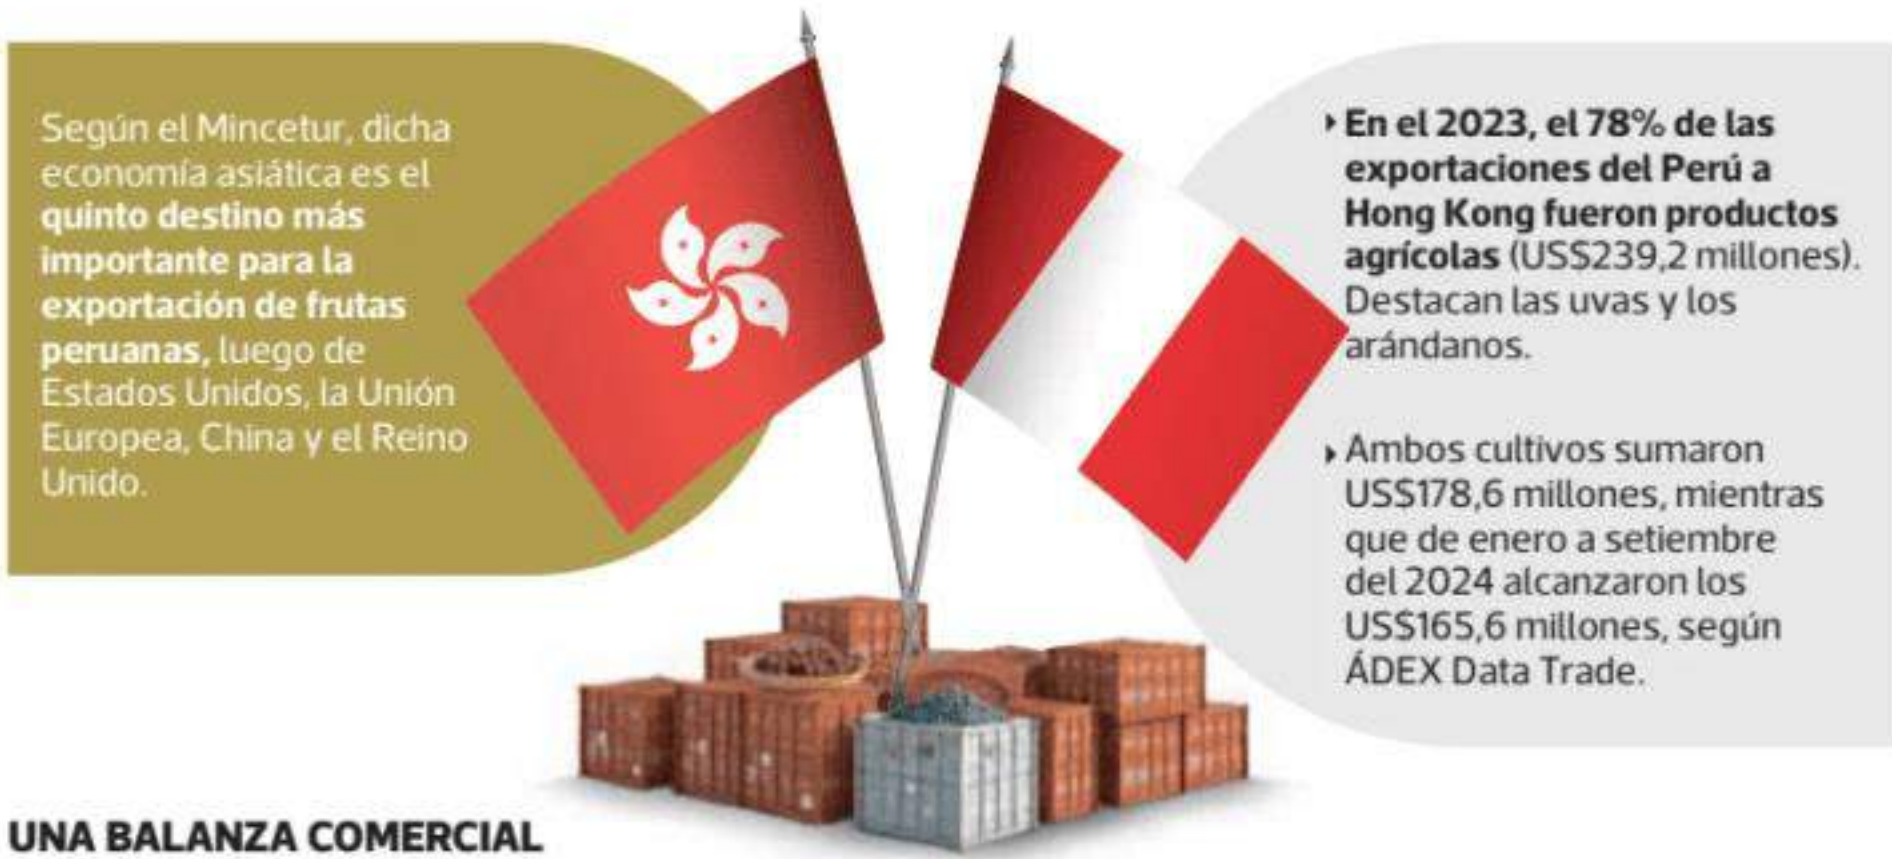 Según el Mincetur, dicha
economía asiática es el
quinto destino más
importante para la
exportación de frutas
peruanas, luego de
Estados Unidos, la Unión
Europea, China y el Reino
Unido.
En el 2023, el 78% de las
exportaciones del Perú a
Hong Kong fueron productos
agrícolas (US$239,2 millones).
Destacan las uvas y los
arándanos.
Ambos cultivos sumaron
US$178,6 millones, mientras
que de enero a setiembre
del 2024 alcanzaron los
US$165,6 millones, según
ÁDEX Data Trade.
UNA BALANZA COMERCIAL